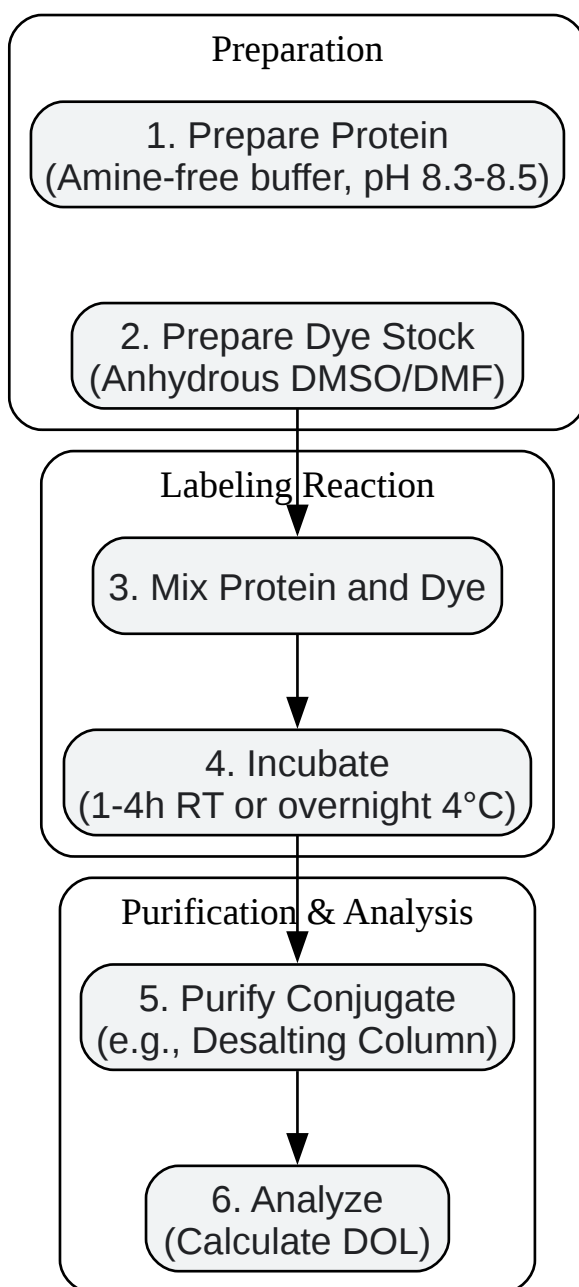 Preparation
1. Prepare Protein
(Amine-free buffer, pH 8.3-8.5)
2. Prepare Dye Stock
(Anhydrous DMSO/DMF)
Labeling Reaction
3. Mix Protein and Dye
4. Incubate
(1-4h RT or overnight 4°C)
Purification & Analysis
5. Purify Conjugate
(e.g., Desalting Column)
6. Analyze
(Calculate DOL)